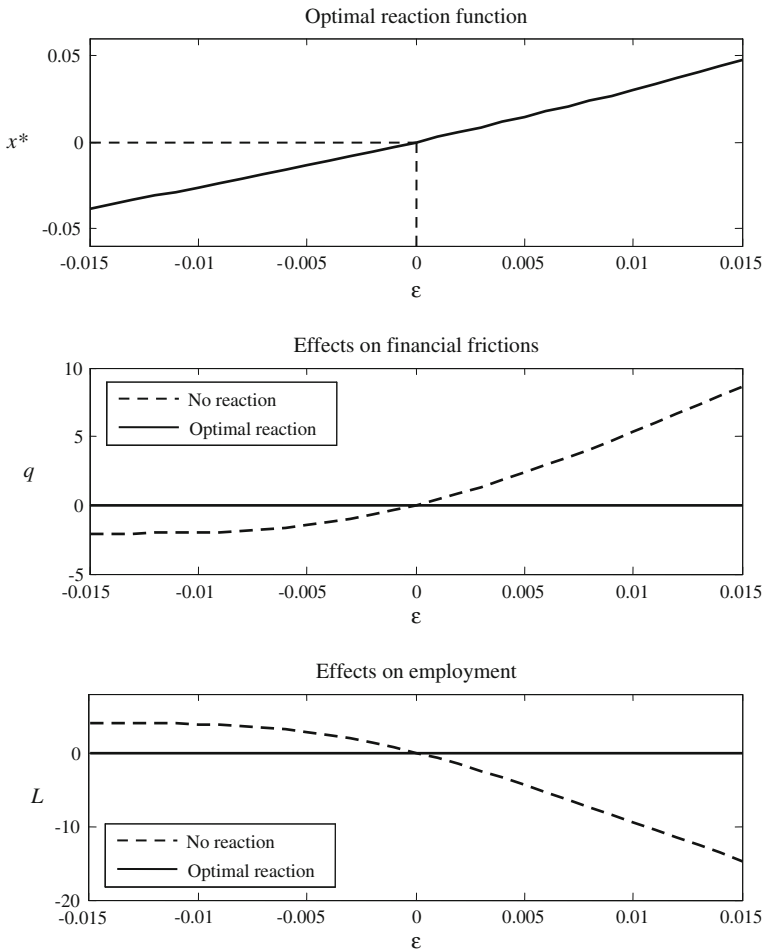 Optimal reaction function
0.05
x*
0
-0.05
-0.015 -0.01 -0.005 0 0.005 0.01 0.015
ε
Effects on financial frictions
10
No reaction
Optimal reaction
5
q
0
-5
-0.015 -0.01 -0.005 0 0.005 0.01 0.015
ε
Effects on employment
0
L
-10
No reaction
Optimal reaction
-20
-0.015 -0.01 -0.005 0 0.005 0.01 0.015
ε